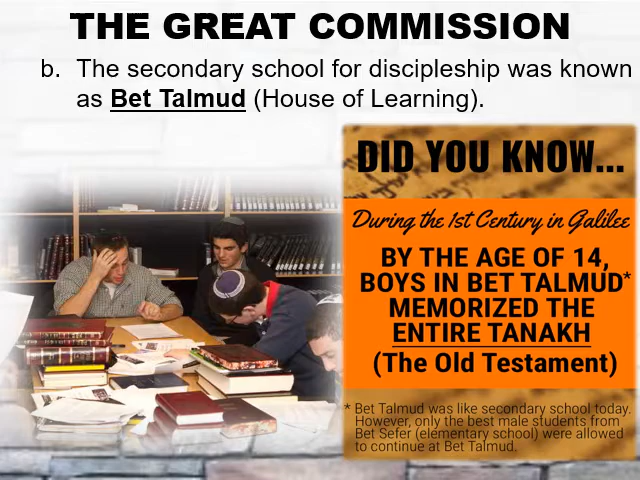 THE GREAT COMMISSION
b. The secondary school for discipleship was known
as Bet Talmud (House of Learning).
DID YOU KNOW...
During the 1st Century in Galilee
BY THE AGE OF 14,
BOYS IN BET TALMUD*
MEMORIZED THE
ENTIRE TANAKH
(The Old Testament)
* Bet Talmud was like secondary school today.
However, only the best male students from
Bet Sefer (elementary school) were allowed
to continue at Bet Talmud.